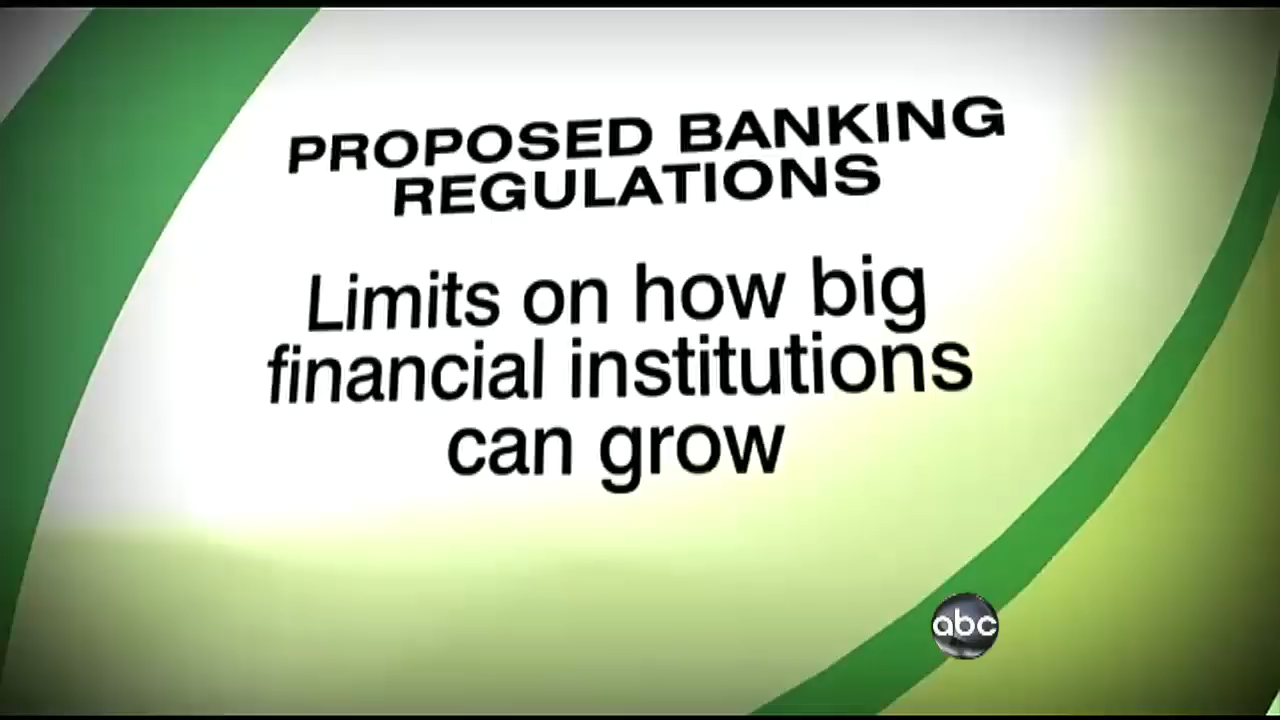 PROPOSED BANKING
REGULATIONS
Limits on how big
financial institutions
can grow
abc